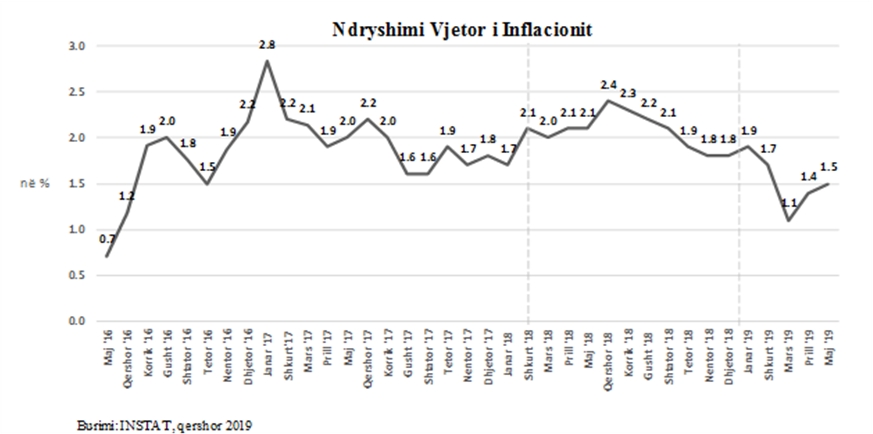 Ndryshimi Vjetor i Inflacionit
3.0
2.5
2.0
1.5
1.0
0.5
0.0
në %
0.7
1.2
1.9
2.0
1.8
1.5
1.9
2.2
2.8
2.2
2.1
1.9
2.0
2.2
2.0
1.6
1.6
1.9
1.7
1.8
1.7
2.1
2.0
2.1
2.1
2.4
2.3
2.2
2.1
1.9
1.8
1.8
1.9
1.7
1.1
1.4
1.5
Maj '16
Qershor '16
Korrik '16
Gusht '16
Shtator '16
Tetor '16
Nentor '16
Dhjetor '16
Janar '17
Shkurt '17
Mars '17
Prill '17
Maj '17
Qershor '17
Korrik '17
Gusht '17
Shtator '17
Tetor '17
Nentor '17
Dhjetor '17
Janar '18
Shkurt '18
Mars '18
Prill '18
Maj '18
Qershor '18
Korrik '18
Gusht '18
Shtator '18
Tetor '18
Nentor '18
Dhjetor '18
Janar '19
Shkurt '19
Mars '19
Prill '19
Maj '19
Burimi: INSTAT, qershor 2019